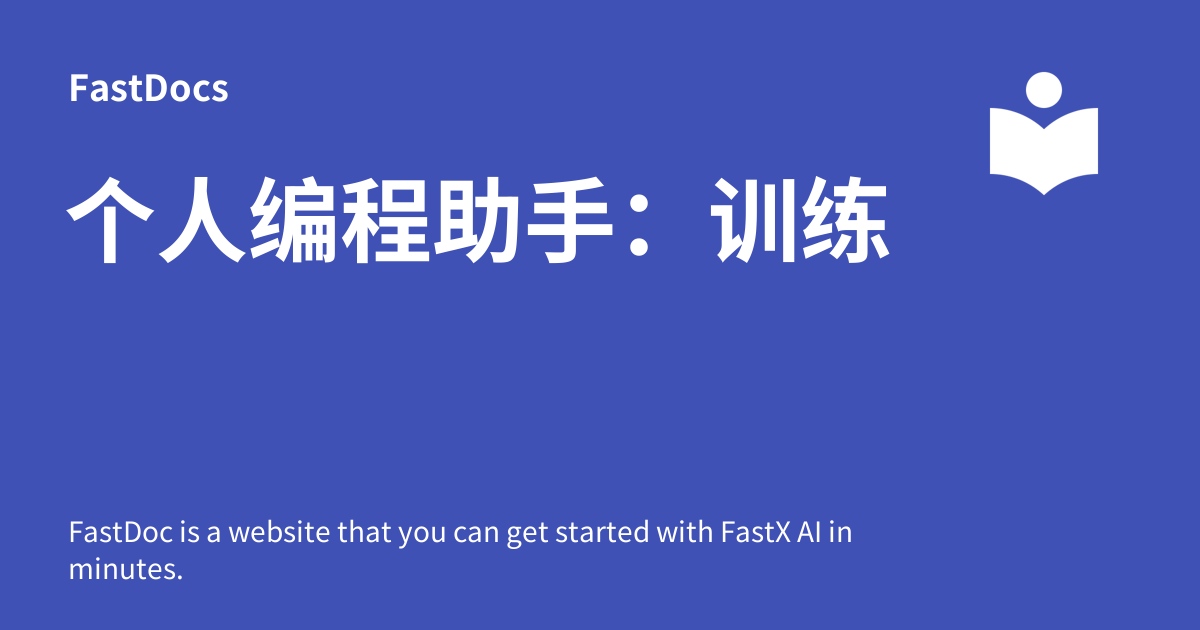 FastDocs
个人编程助手：训练
FastDoc is a website that you can get started with FastX AI in
minutes.